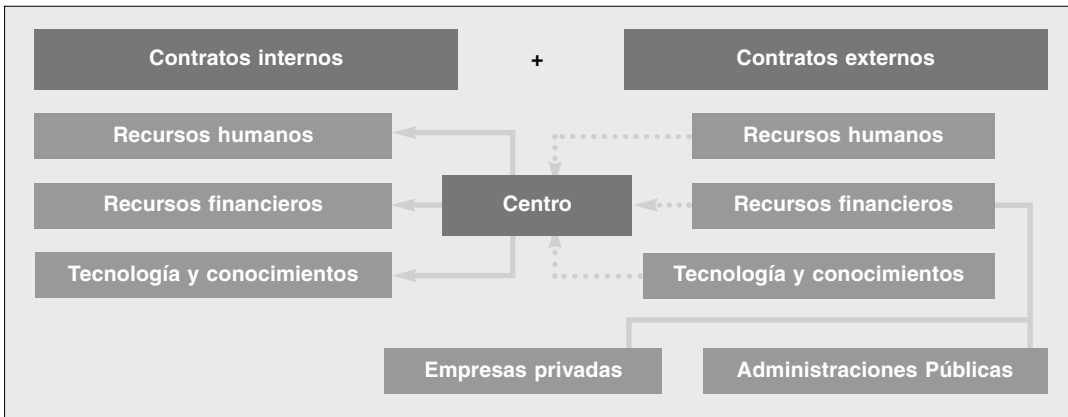 Contratos internos + Contratos externos
Recursos humanos Recursos humanos
Recursos financieros Centro Recursos financieros
Tecnología y conocimientos Tecnología y conocimientos
Empresas privadas Administraciones Públicas